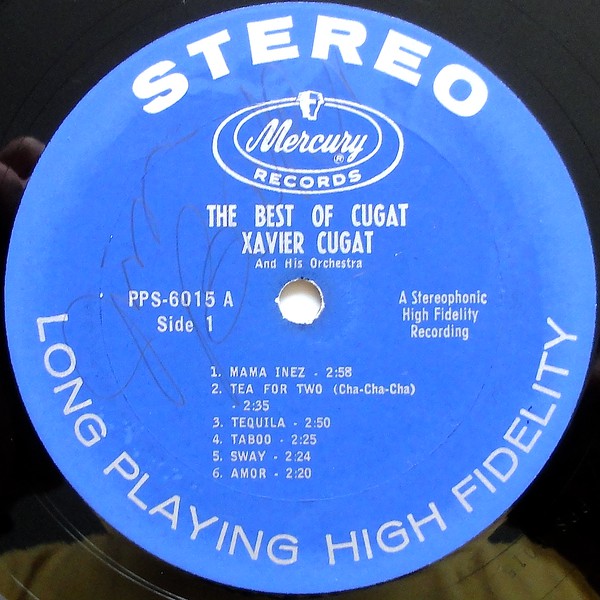 STEREO
Mercury
®
RECORDS
THE BEST OF CUGAT
XAVIER CUGAT
And His Orchestra
PPS-6015 A
Side 1
A Stereophonic
High Fidelity
Recording
1. MAMA INEZ - 2:58
2. TEA FOR TWO (Cha-Cha-Cha)
- 2:35
3. TEQUILA - 2:50
4. TABOO - 2:25
5. SWAY - 2:24
6. AMOR - 2:20
LONG PLAYING HIGH FIDELITY